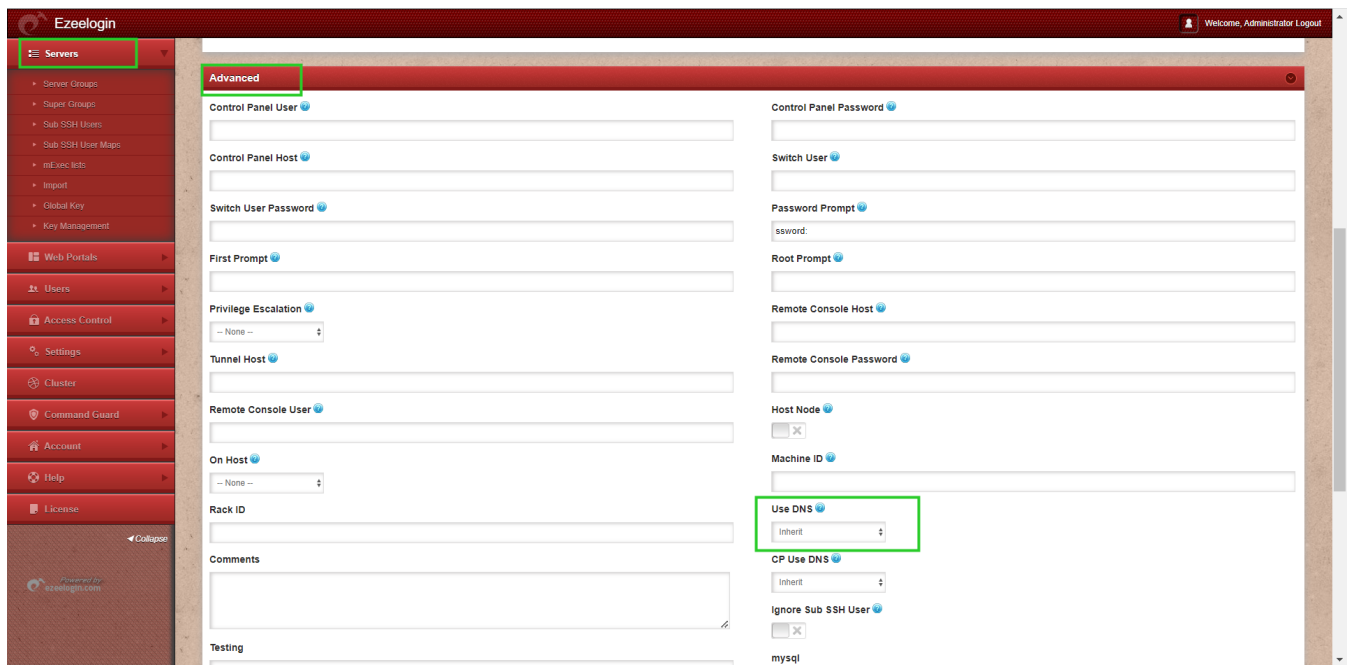 Ezeelogin
Welcome, Administrator Logout
Servers
Server Groups
Super Groups
Sub SSH Users
Sub SSH User Maps
mExec lists
Import
Global Key
Key Management
Web Portals
Users
Access Control
Settings
Cluster
Command Guard
Account
Help
License
Collapse
Powered by
ezeelogin.com
Advanced
Control Panel User
Control Panel Password
Control Panel Host
Switch User
Switch User Password
Password Prompt
ssword:
First Prompt
Root Prompt
Privilege Escalation
-- None --
Remote Console Host
Tunnel Host
Remote Console Password
Remote Console User
Host Node
On Host
-- None --
Machine ID
Rack ID
Use DNS
Inherit
Comments
CP Use DNS
Inherit
Ignore Sub SSH User
Testing
mysql